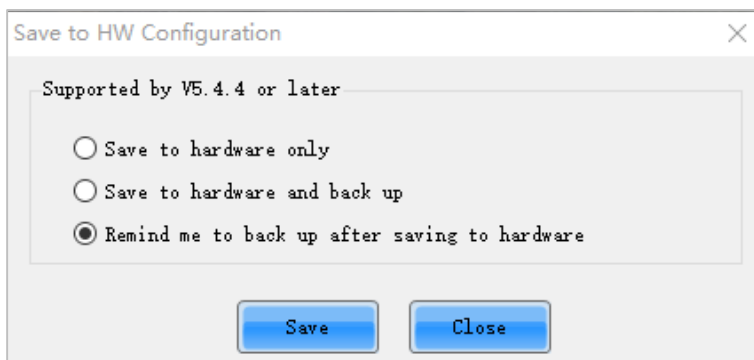 Save to HW Configuration
Supported by V5.4.4 or later
Save to hardware only
Save to hardware and back up
Remind me to back up after saving to hardware
Save Close